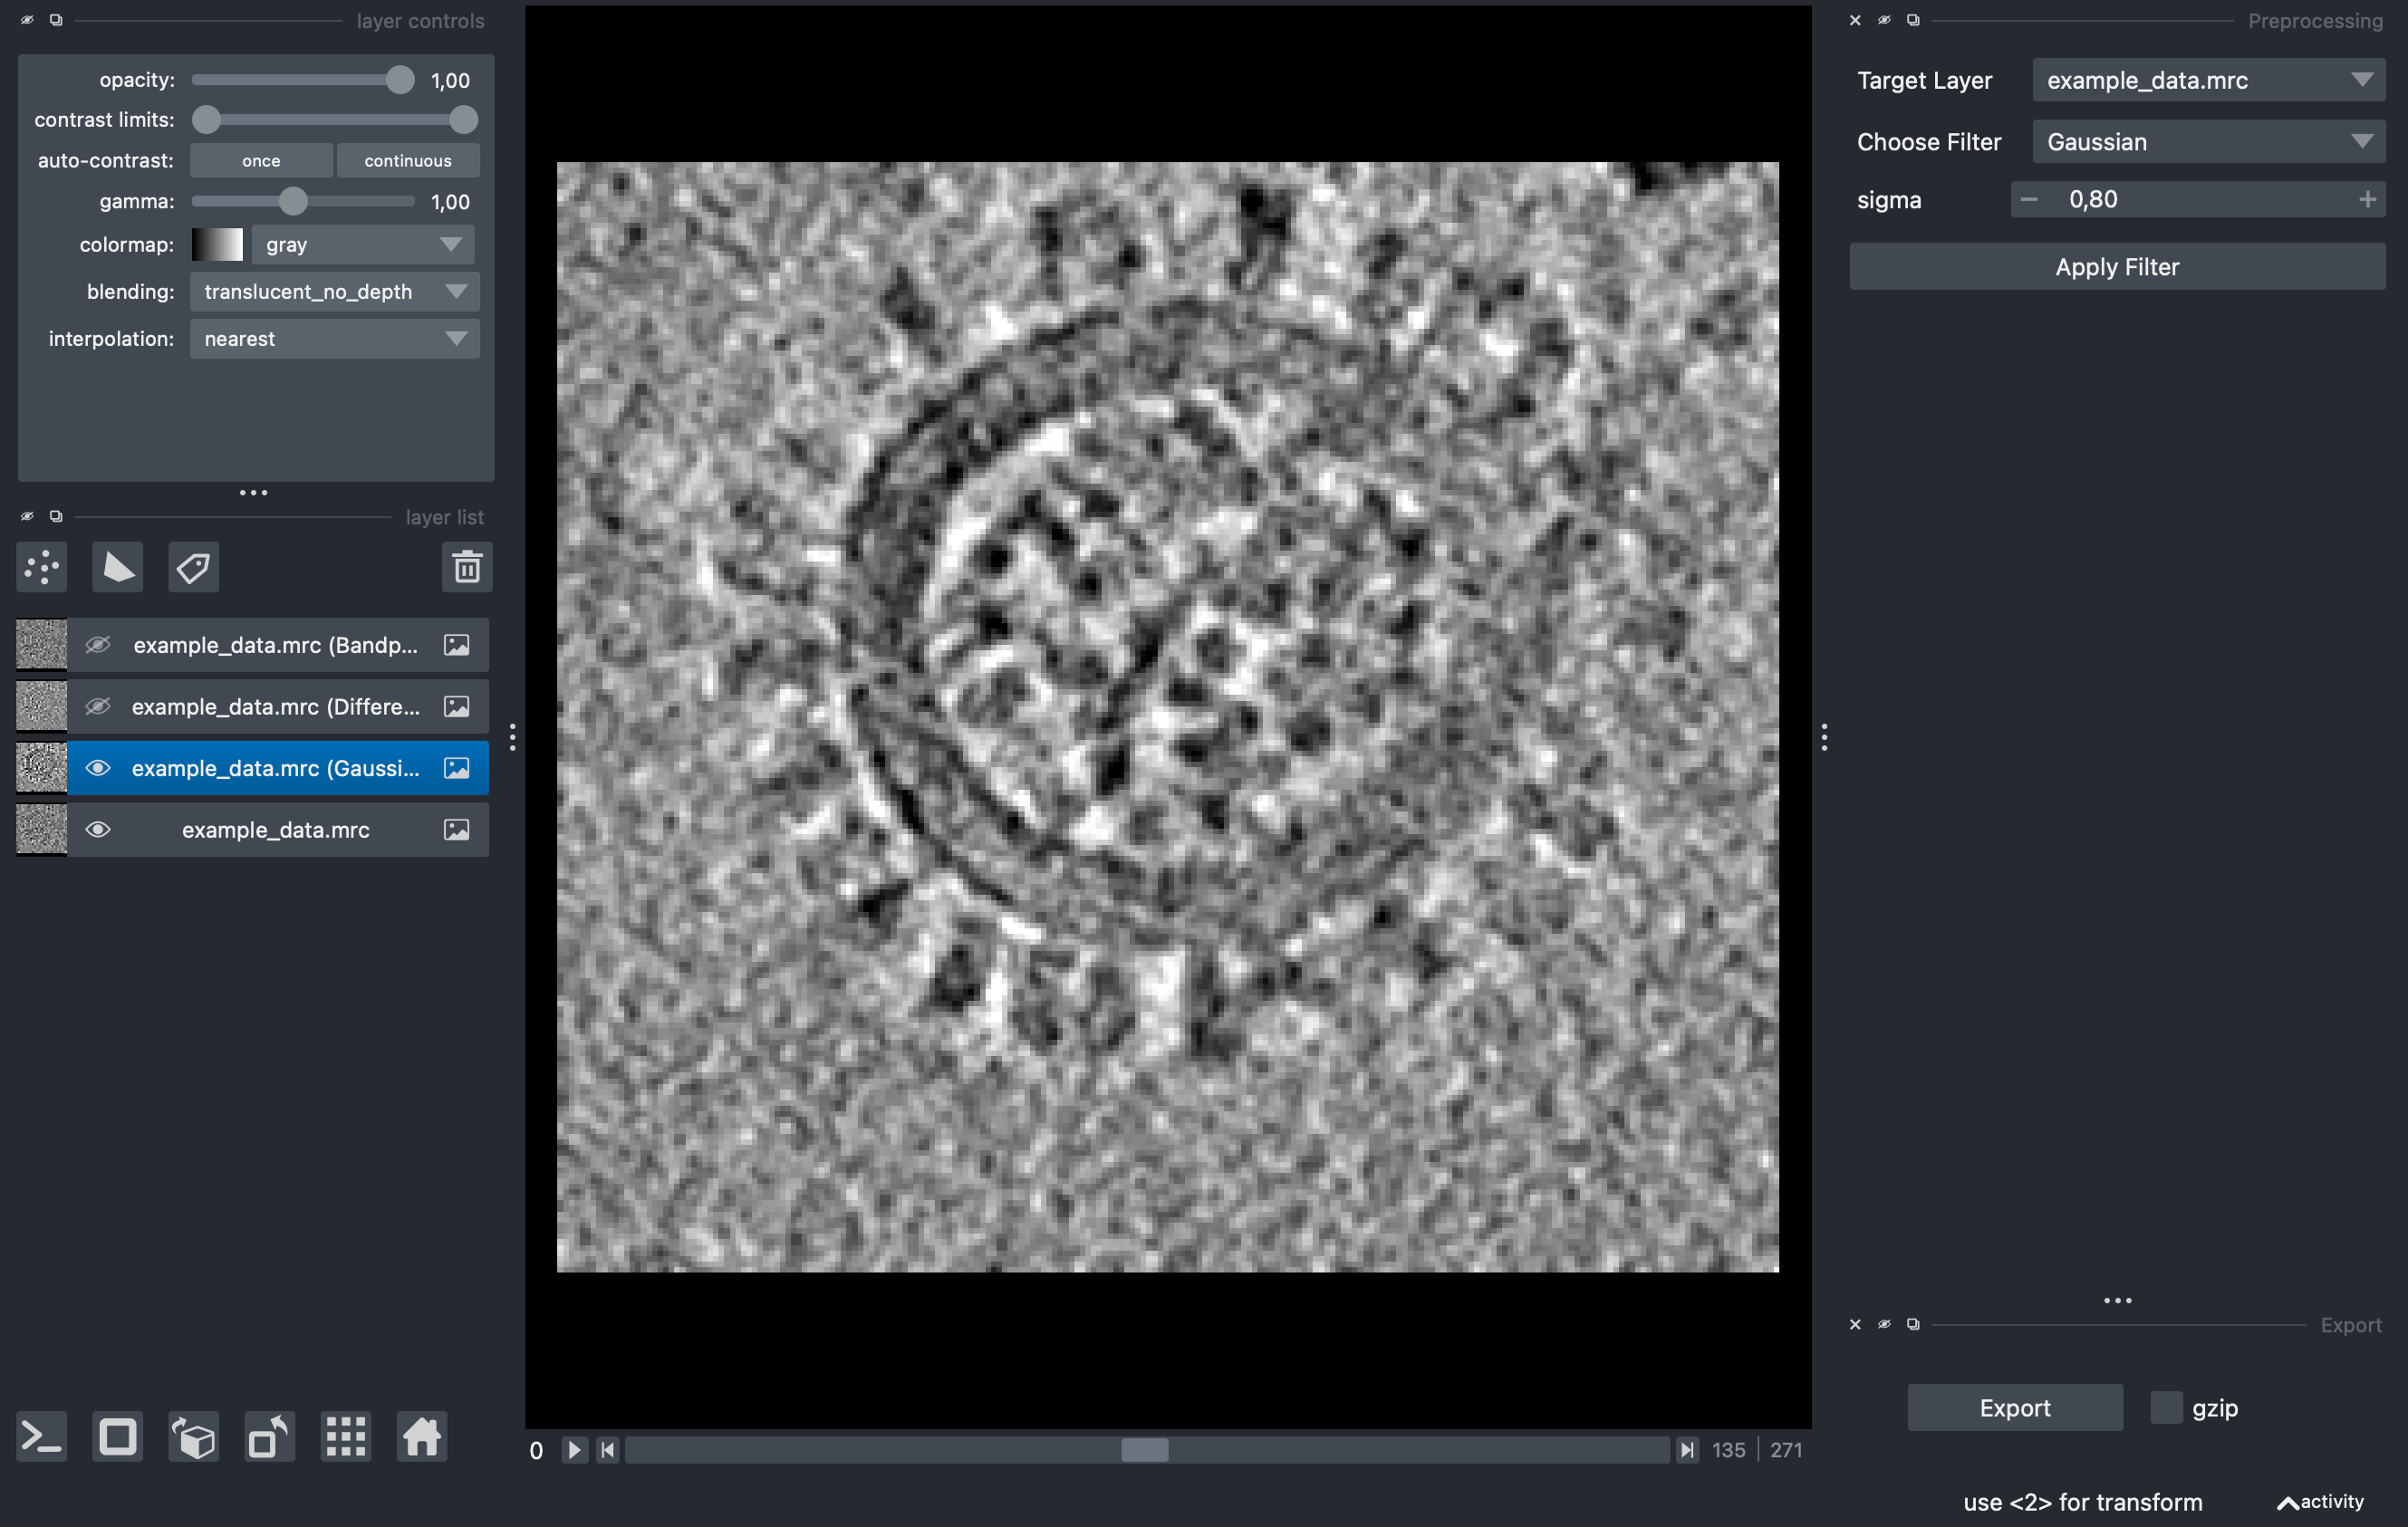 layer controls
opacity: 1,00
contrast limits:
auto-contrast: once continuous
gamma: 1,00
colormap: gray
blending: translucent_no_depth
interpolation: nearest
layer list
example_data.mrc (Bandp...
example_data.mrc (Differe...
example_data.mrc (Gaussi...
example_data.mrc
0 135 271
Preprocessing
Target Layer example_data.mrc
Choose Filter Gaussian
sigma 0,80
Apply Filter
Export
Export gzip
use <2> for transform activity